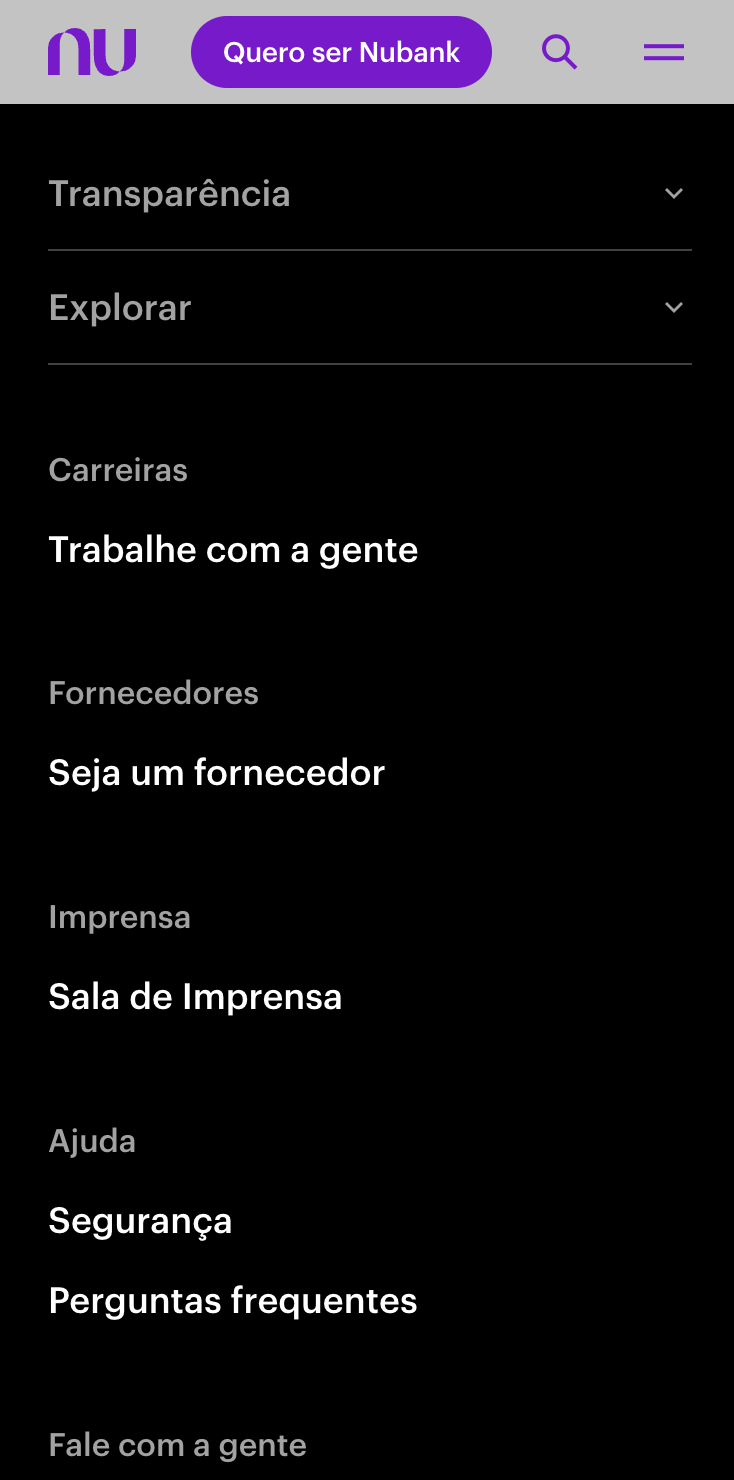 nu
Quero ser Nubank
Transparência
Explorar
Carreiras
Trabalhe com a gente
Fornecedores
Seja um fornecedor
Imprensa
Sala de Imprensa
Ajuda
Segurança
Perguntas frequentes
Fale com a gente